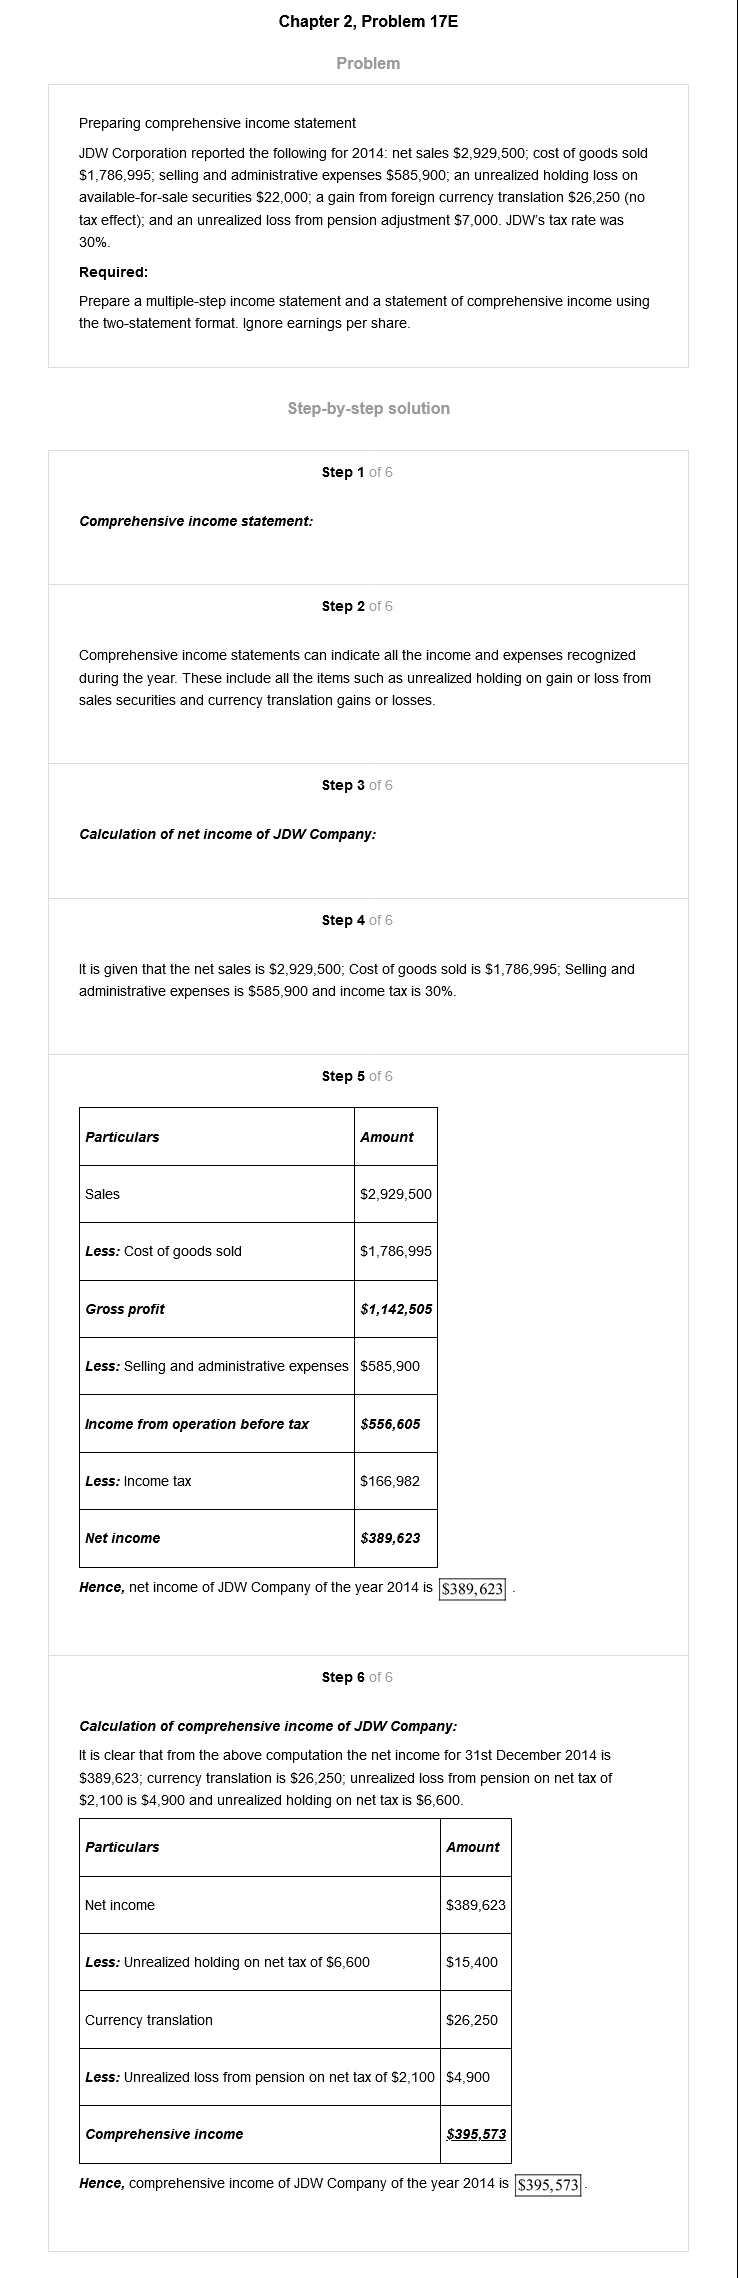 Chapter 2, Problem 17E
Problem
Preparing comprehensive income statement
JDW Corporation reported the following for 2014: net sales $2,929,500; cost of goods sold
$1,786,995; selling and administrative expenses $585,900; an unrealized holding loss on
available-for-sale securities $22,000; a gain from foreign currency translation $26,250 (no
tax effect); and an unrealized loss from pension adjustment $7,000. JDW's tax rate was
30%.
Required:
Prepare a multiple-step income statement and a statement of comprehensive income using
the two-statement format. Ignore earnings per share.
Step-by-step solution
Step 1 of 6
Comprehensive income statement:
Step 2 of 6
Comprehensive income statements can indicate all the income and expenses recognized
during the year. These include all the items such as unrealized holding on gain or loss from
sales securities and currency translation gains or losses.
Step 3 of 6
Calculation of net income of JDW Company:
Step 4 of 6
It is given that the net sales is $2,929,500; Cost of goods sold is $1,786,995; Selling and
administrative expenses is $585,900 and income tax is 30%.
Step 5 of 6
Particulars Amount
Sales $2,929,500
Less: Cost of goods sold $1,786,995
Gross profit $1,142,505
Less: Selling and administrative expenses $585,900
Income from operation before tax $556,605
Less: Income tax $166,982
Net income $389,623
Hence, net income of JDW Company of the year 2014 is $389,623 .
Step 6 of 6
Calculation of comprehensive income of JDW Company:
It is clear that from the above computation the net income for 31st December 2014 is
$389,623; currency translation is $26,250; unrealized loss from pension on net tax of
$2,100 is $4,900 and unrealized holding on net tax is $6,600.
Particulars Amount
Net income $389,623
Less: Unrealized holding on net tax of $6,600 $15,400
Currency translation $26,250
Less: Unrealized loss from pension on net tax of $2,100 $4,900
Comprehensive income $395,573
Hence, comprehensive income of JDW Company of the year 2014 is $395,573 .